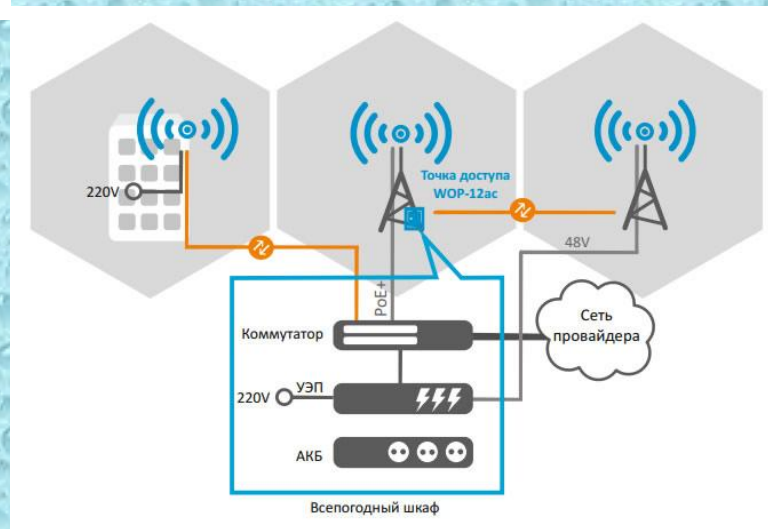 220V
Точка доступа
WOP-12ac
48V
PoE+
Сеть
провайдера
Коммутатор
УЭП
220V
АКБ
Всепогодный шкаф